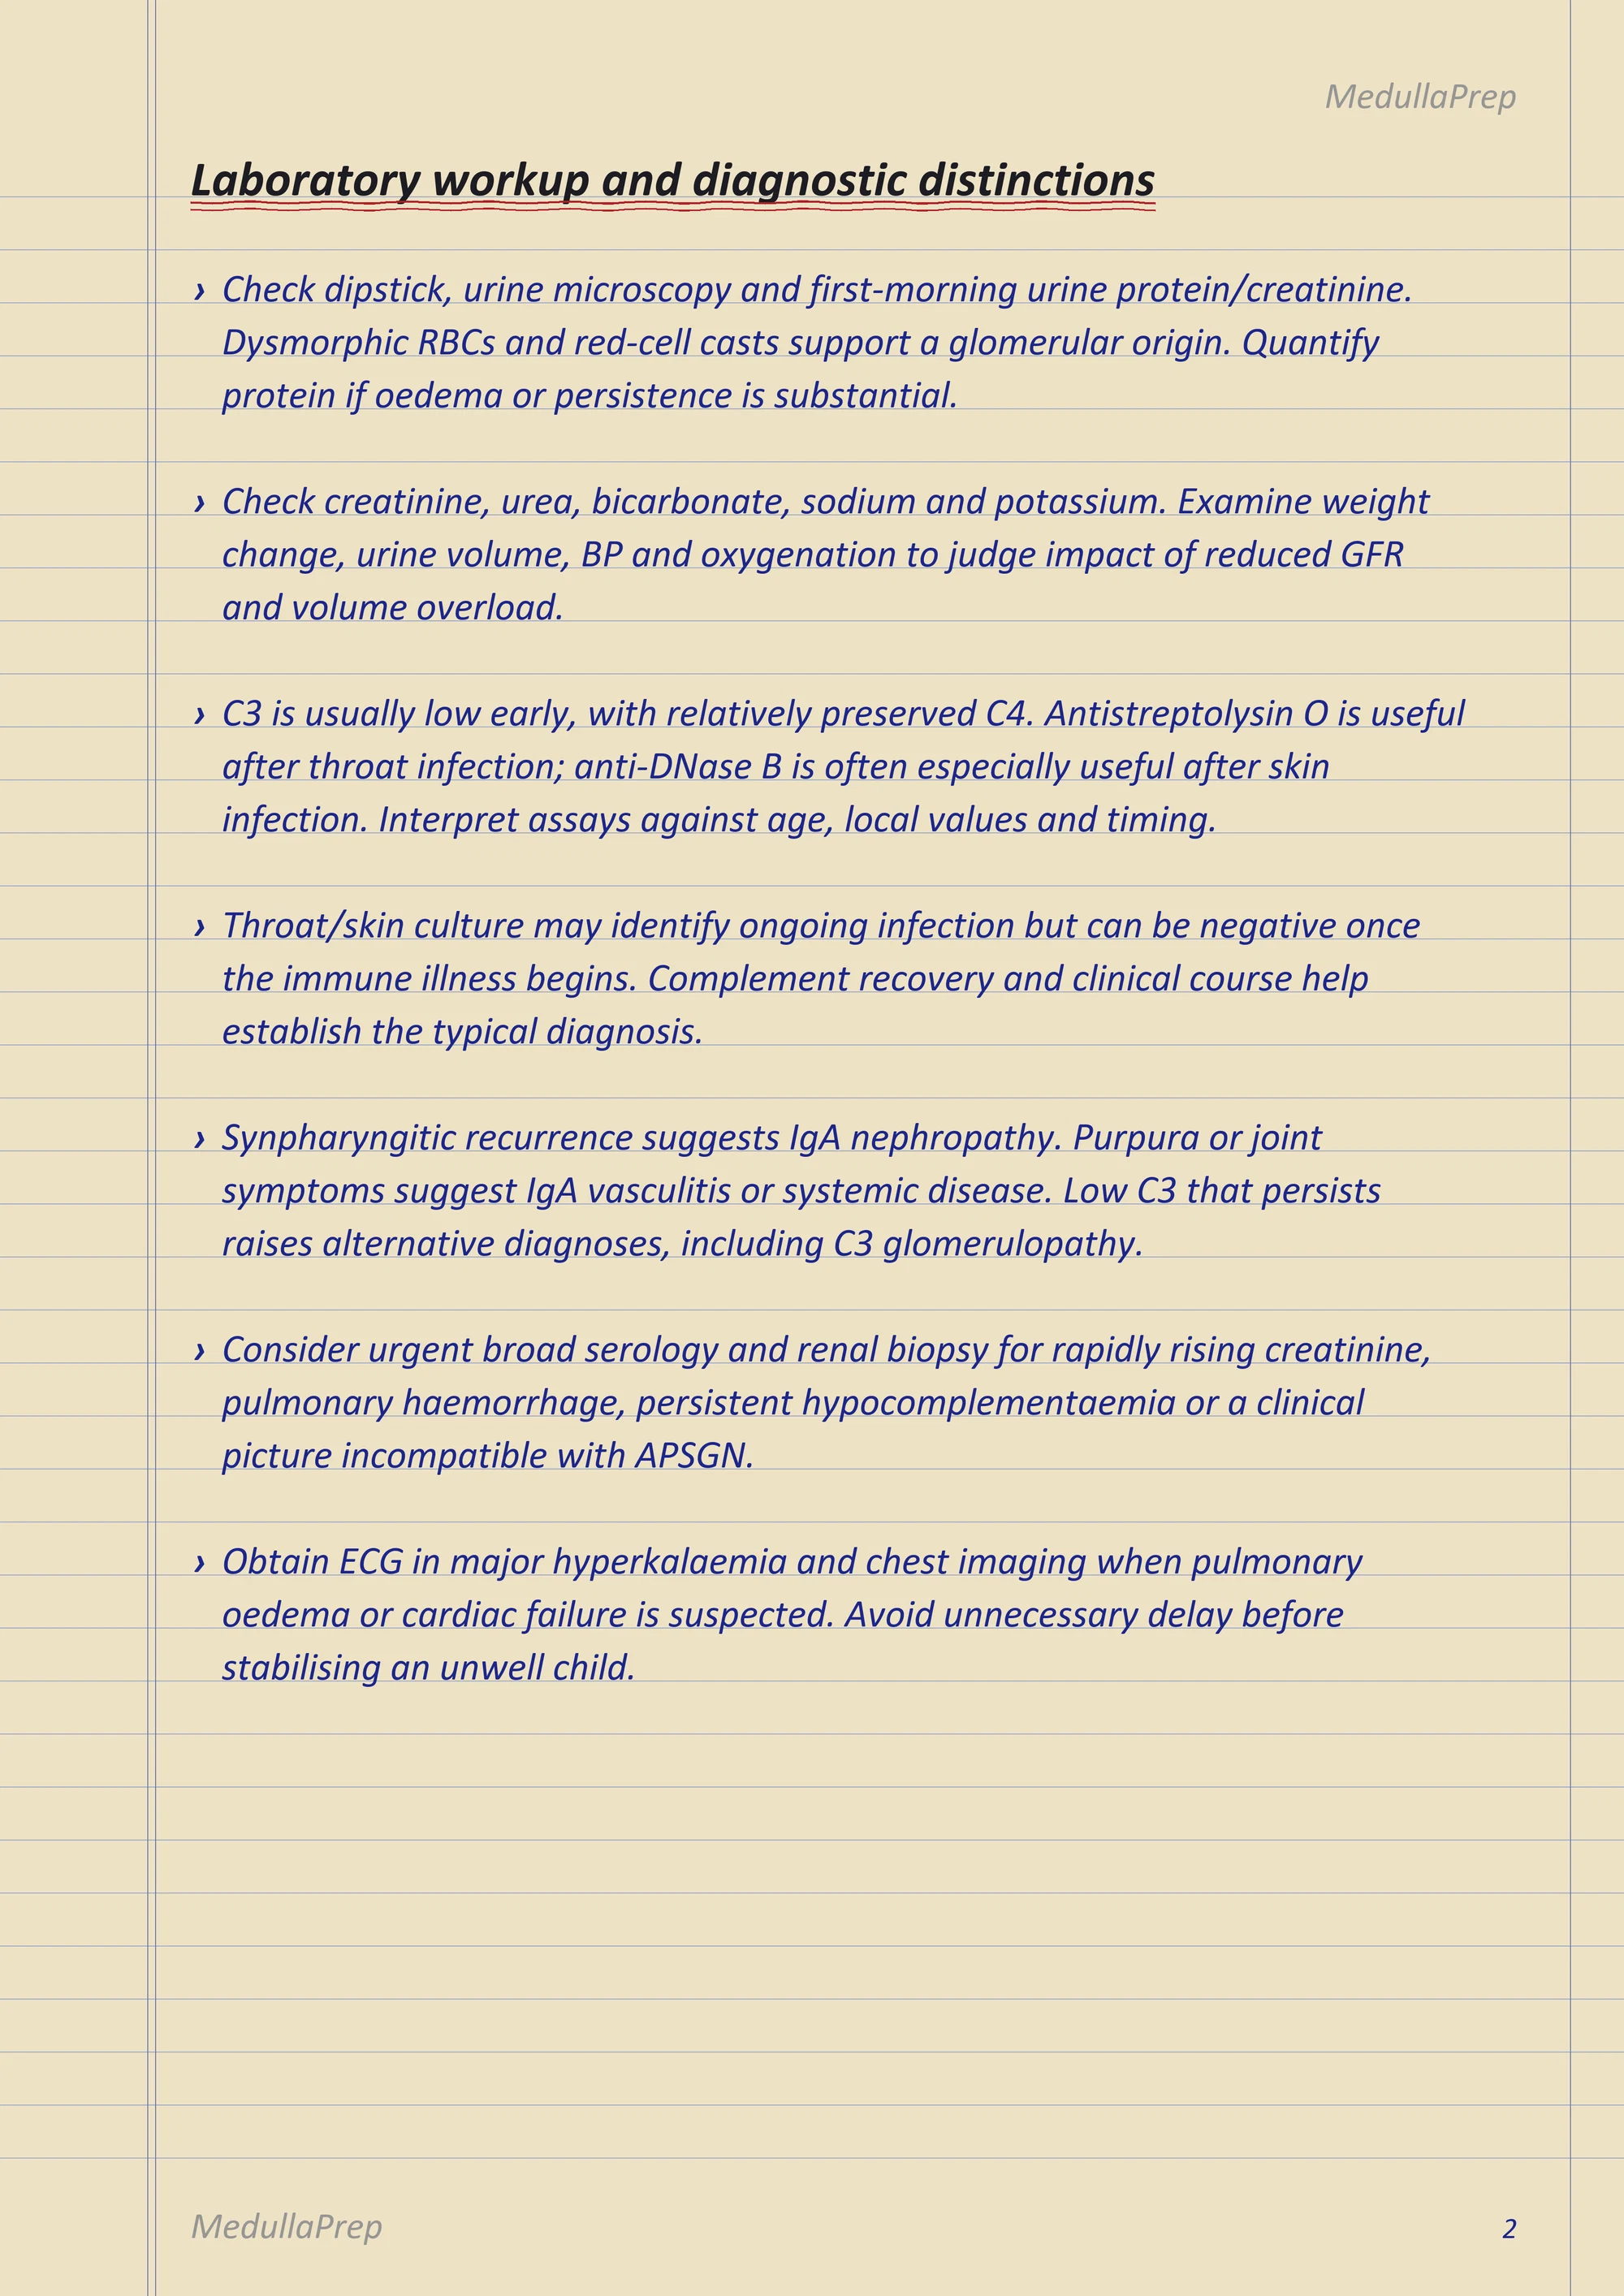 MedullaPrep
Laboratory workup and diagnostic distinctions
› Check dipstick, urine microscopy and first-morning urine protein/creatinine.
Dysmorphic RBCs and red-cell casts support a glomerular origin. Quantify
protein if oedema or persistence is substantial.
› Check creatinine, urea, bicarbonate, sodium and potassium. Examine weight
change, urine volume, BP and oxygenation to judge impact of reduced GFR
and volume overload.
› C3 is usually low early, with relatively preserved C4. Antistreptolysin O is useful
after throat infection; anti-DNase B is often especially useful after skin
infection. Interpret assays against age, local values and timing.
› Throat/skin culture may identify ongoing infection but can be negative once
the immune illness begins. Complement recovery and clinical course help
establish the typical diagnosis.
› Synpharyngitic recurrence suggests IgA nephropathy. Purpura or joint
symptoms suggest IgA vasculitis or systemic disease. Low C3 that persists
raises alternative diagnoses, including C3 glomerulopathy.
› Consider urgent broad serology and renal biopsy for rapidly rising creatinine,
pulmonary haemorrhage, persistent hypocomplementaemia or a clinical
picture incompatible with APSGN.
› Obtain ECG in major hyperkalaemia and chest imaging when pulmonary
oedema or cardiac failure is suspected. Avoid unnecessary delay before
stabilising an unwell child.
MedullaPrep
2